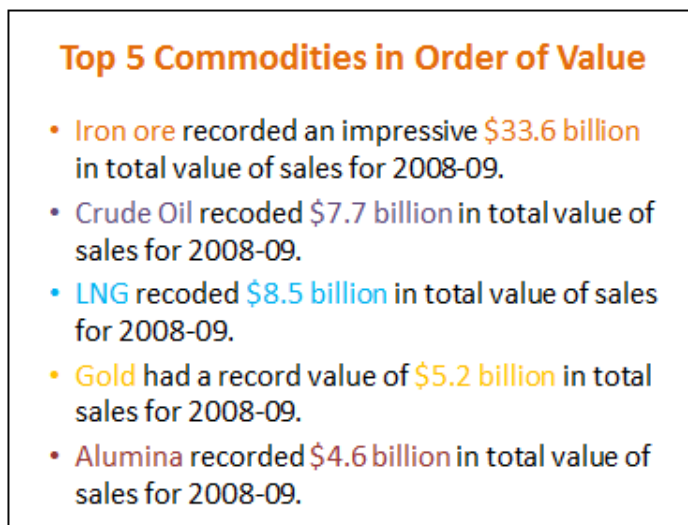 Top 5 Commodities in Order of Value
• Iron ore recorded an impressive $33.6 billion
in total value of sales for 2008-09.
• Crude Oil recoded $7.7 billion in total value of
sales for 2008-09.
• LNG recoded $8.5 billion in total value of sales
for 2008-09.
• Gold had a record value of $5.2 billion in total
sales for 2008-09.
• Alumina recorded $4.6 billion in total value of
sales for 2008-09.